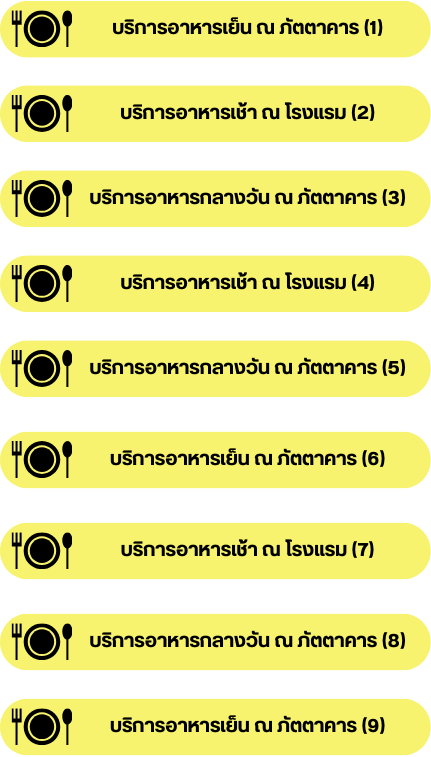 บริการอาหารเย็น ณ ภัตตาคาร (1)
บริการอาหารเช้า ณ โรงแรม (2)
บริการอาหารกลางวัน ณ ภัตตาคาร (3)
บริการอาหารเช้า ณ โรงแรม (4)
บริการอาหารกลางวัน ณ ภัตตาคาร (5)
บริการอาหารเย็น ณ ภัตตาคาร (6)
บริการอาหารเช้า ณ โรงแรม (7)
บริการอาหารกลางวัน ณ ภัตตาคาร (8)
บริการอาหารเย็น ณ ภัตตาคาร (9)